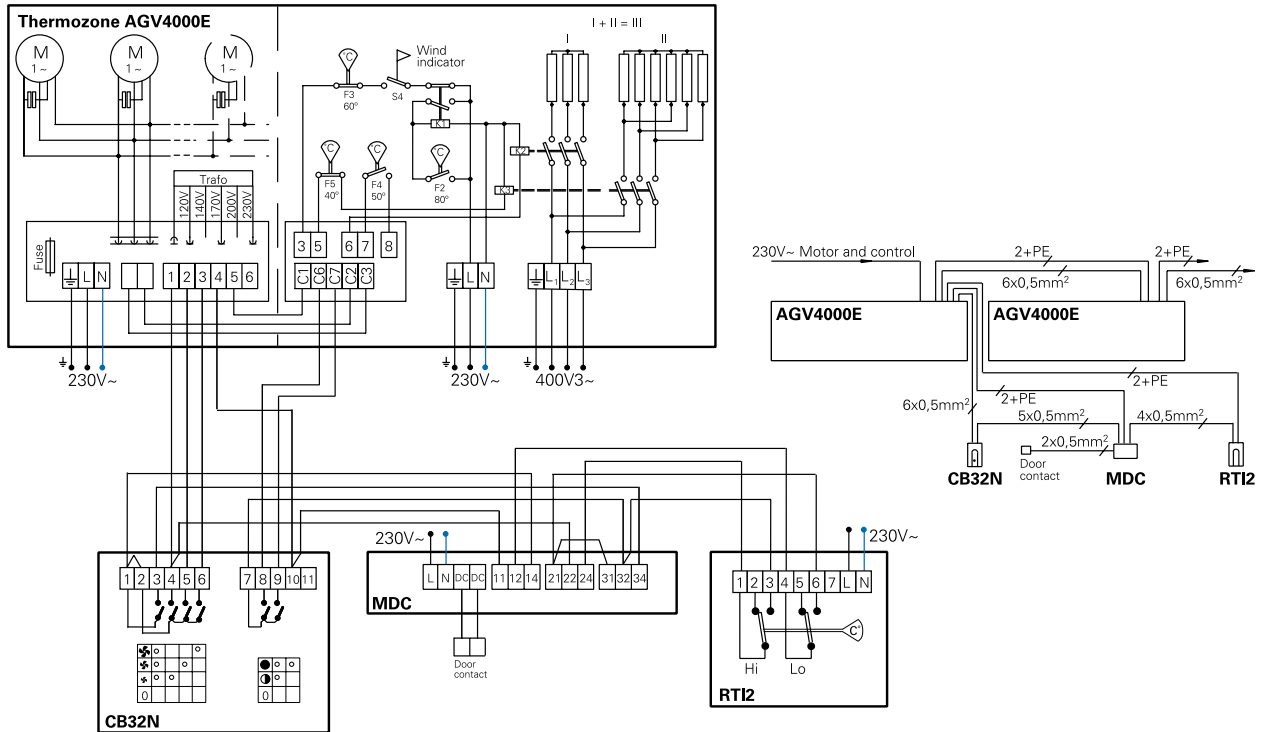 Thermozone AGV4000E
I + II = III
M
1~
M
1~
M
1~
°C
F3
60°
Wind
indicator
S4
I
II
K1
K2
K3
°C
F5
40°
°C
F4
50°
°C
F2
80°
Trafo
120V
140V
170V
200V
230V
Fuse
L N
1 2 3 4 5 6
3 5 6 7 8
C1 C6 C7 C2 C3
L N
L1 L2 L3
230V~
230V~
400V3~
230V~ Motor and control
2+PE
6x0,5mm²
2+PE
6x0,5mm²
AGV4000E
AGV4000E
2+PE
2+PE
6x0,5mm²
5x0,5mm²
4x0,5mm²
2x0,5mm²
CB32N
Door
contact
MDC
RTI2
1 2 3 4 5 6
7 8 9 10 11
0
0
CB32N
230V~
L N DC DC
11 12 14
21 22 24
31 32 34
MDC
Door
contact
230V~
1 2 3 4 5 6 7 L N
C°
Hi
Lo
RTI2